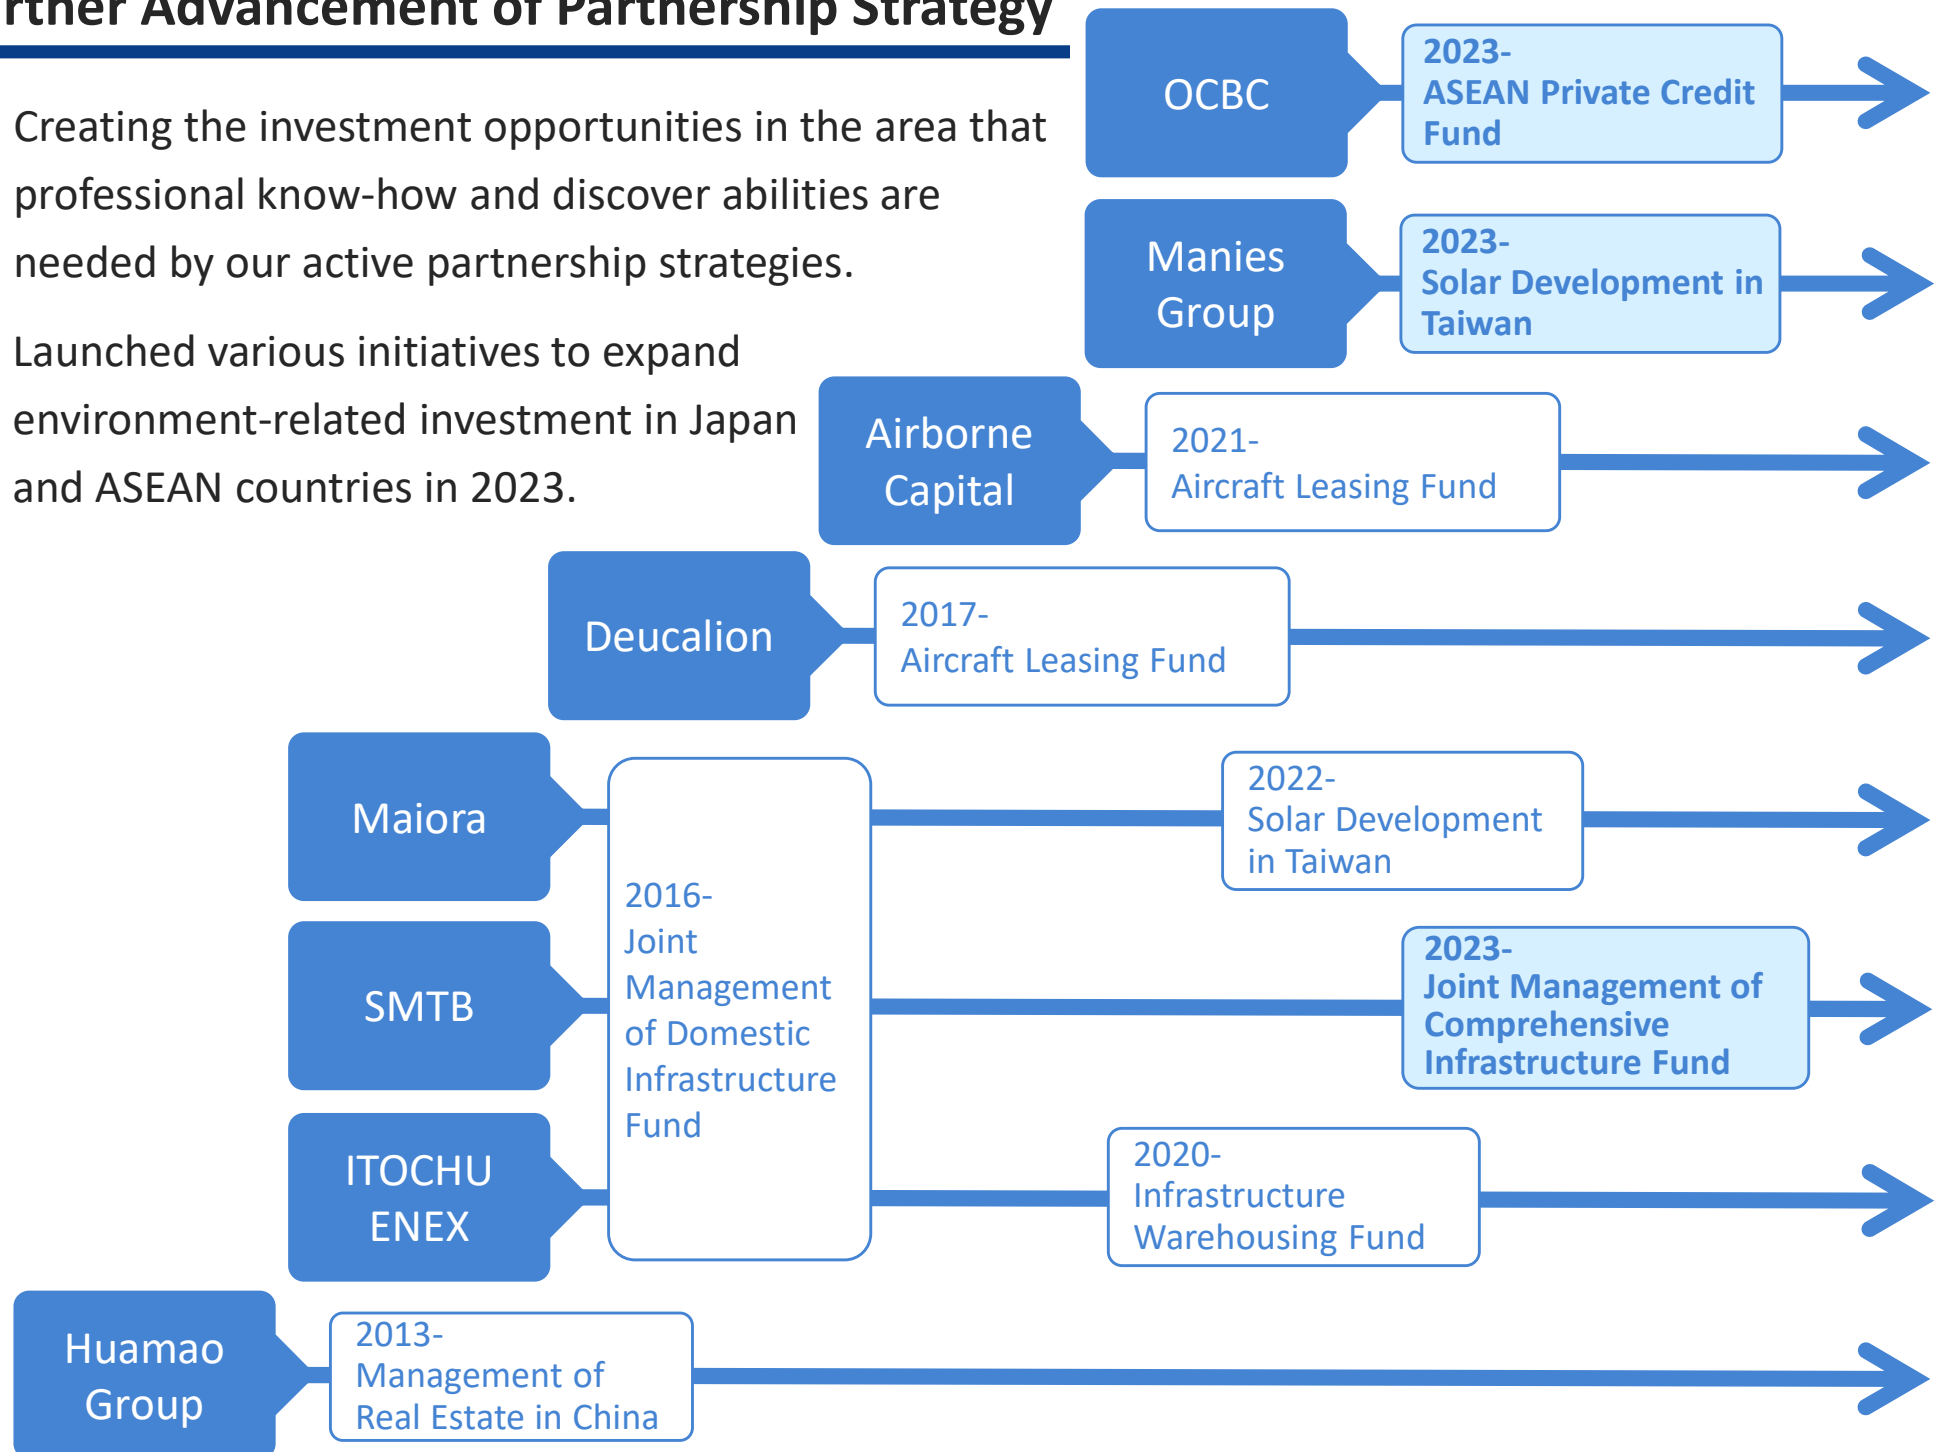 Advancement of Partnership Strategy
Creating the investment opportunities in the area that
professional know-how and discover abilities are
needed by our active partnership strategies.
Launched various initiatives to expand
environment-related investment in Japan
and ASEAN countries in 2023.
OCBC
2023-
ASEAN Private Credit
Fund
Manies
Group
2023-
Solar Development in
Taiwan
Airborne
Capital
2021-
Aircraft Leasing Fund
Deucalion
2017-
Aircraft Leasing Fund
Maiora
SMTB
ITOCHU
ENEX
2016-
Joint
Management
of Domestic
Infrastructure
Fund
2022-
Solar Development
in Taiwan
2023-
Joint Management of
Comprehensive
Infrastructure Fund
2020-
Infrastructure
Warehousing Fund
Huamao
Group
2013-
Management of
Real Estate in China